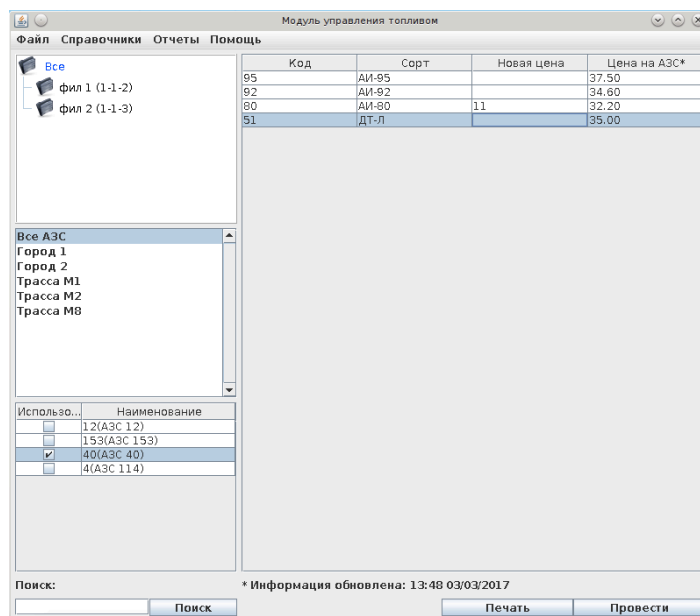 Модуль управления топливом
Файл Справочники Отчеты Помощь
Все
фил 1 (1-1-2)
фил 2 (1-1-3)
Код Сорт Новая цена Цена на АЗС*
95 АИ-95 37.50
92 АИ-92 34.60
80 АИ-80 11 32.20
51 ДТ-Л 35.00
Все АЗС
Город 1
Город 2
Трасса М1
Трасса М2
Трасса М8
Использо... Наименование
12(АЗС 12)
153(АЗС 153)
40(АЗС 40)
4(АЗС 114)
Поиск:
* Информация обновлена: 13:48 03/03/2017
Поиск Печать Провести